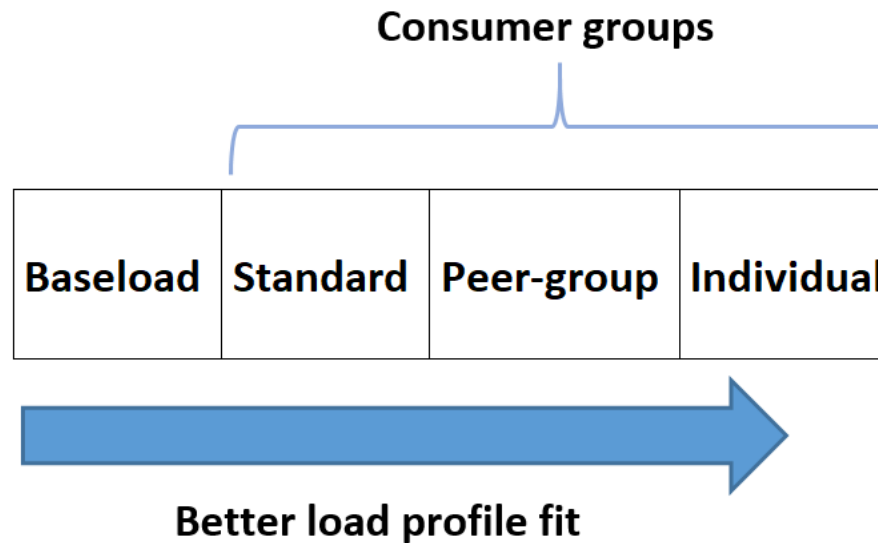 Consumer groups
Baseload Standard Peer-group Individual
Better load profile fit